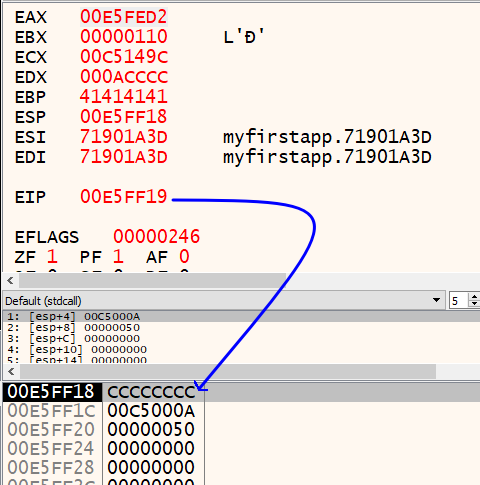 EAX 00E5FED2
EBX 00000110 L'Đ'
ECX 00C5149C
EDX 000ACCCC
EBP 41414141
ESP 00E5FF18
ESI 71901A3D myfirstapp.71901A3D
EDI 71901A3D myfirstapp.71901A3D
EIP 00E5FF19
EFLAGS 00000246
ZF 1 PF 1 AF 0
Default (stdcall) 5
1: [esp+4] 00C5000A
2: [esp+8] 00000050
3: [esp+C] 00000000
4: [esp+10] 00000000
5: [esp+14] 00000000
00E5FF18 CCCCCCCC
00E5FF1C 00C5000A
00E5FF20 00000050
00E5FF24 00000000
00E5FF28 00000000